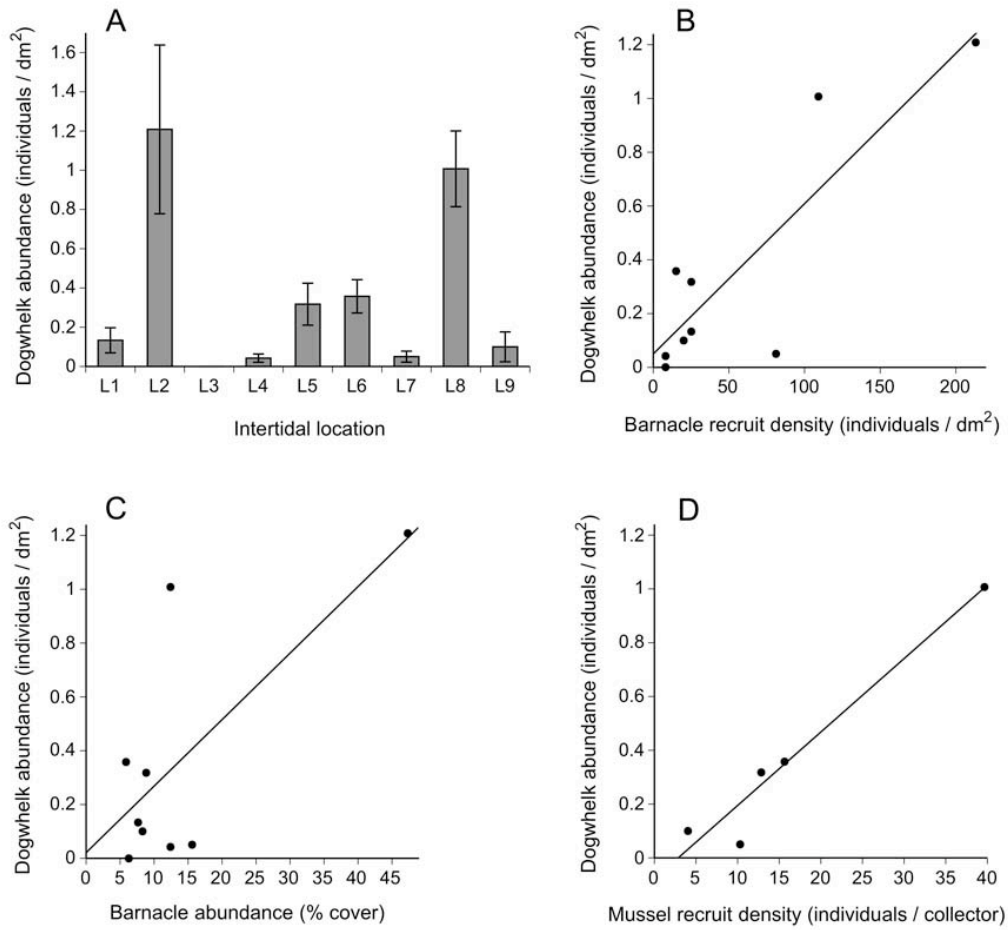 A
Dogwhelk abundance (individuals / dm²)
1.6
1.4
1.2
1
0.8
0.6
0.4
0.2
0
L1 L2 L3 L4 L5 L6 L7 L8 L9
Intertidal location
B
Dogwhelk abundance (individuals / dm²)
1.2
1
0.8
0.6
0.4
0.2
0
0 50 100 150 200
Barnacle recruit density (individuals / dm²)
C
Dogwhelk abundance (individuals / dm²)
1.2
1
0.8
0.6
0.4
0.2
0
0 5 10 15 20 25 30 35 40 45
Barnacle abundance (% cover)
D
Dogwhelk abundance (individuals / dm²)
1.2
1
0.8
0.6
0.4
0.2
0
0 5 10 15 20 25 30 35 40
Mussel recruit density (individuals / collector)